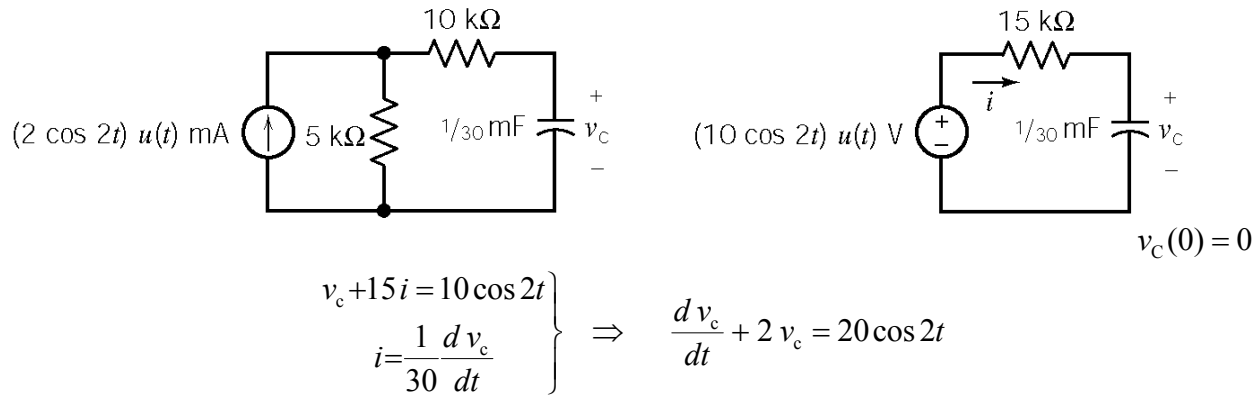 10 kΩ
(2 cos 2t) u(t) mA
5 kΩ
1/30 mF
+
v_C
−
15 kΩ
i
(10 cos 2t) u(t) V
+
−
1/30 mF
+
v_C
−
v_C(0) = 0
v_c + 15 i = 10 cos 2t
i = 1/30 d v_c/dt
⇒ d v_c/dt + 2 v_c = 20 cos 2t